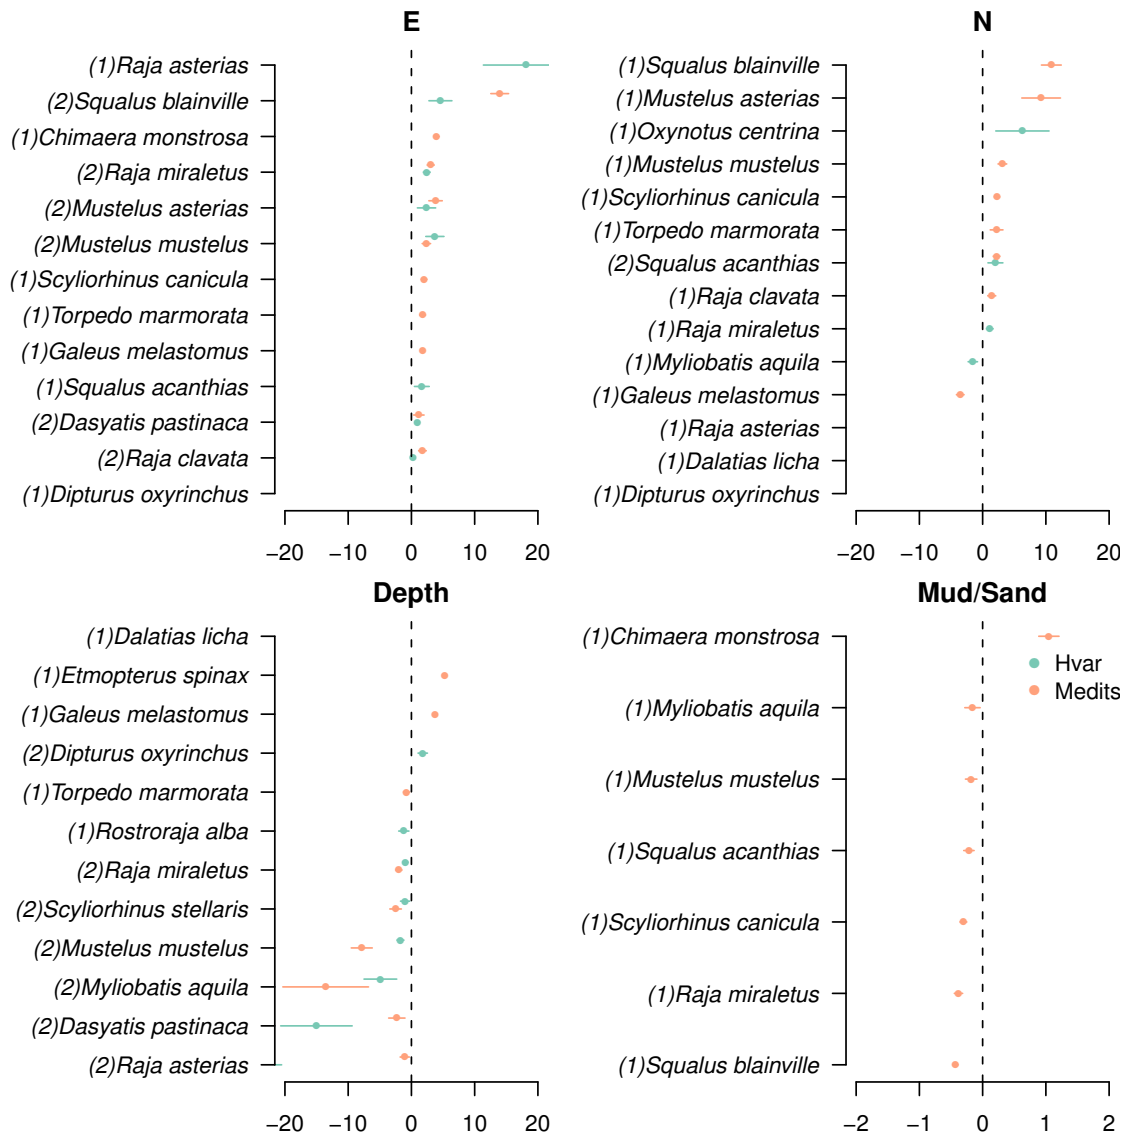 E
(1)Raja asterias
(2)Squalus blainville
(1)Chimaera monstrosa
(2)Raja miraletus
(2)Mustelus asterias
(2)Mustelus mustelus
(1)Scyliorhinus canicula
(1)Torpedo marmorata
(1)Galeus melastomus
(1)Squalus acanthias
(2)Dasyatis pastinaca
(2)Raja clavata
(1)Dipturus oxyrinchus
−20 −10 0 10 20
N
(1)Squalus blainville
(1)Mustelus asterias
(1)Oxynotus centrina
(1)Mustelus mustelus
(1)Scyliorhinus canicula
(1)Torpedo marmorata
(2)Squalus acanthias
(1)Raja clavata
(1)Raja miraletus
(1)Myliobatis aquila
(1)Galeus melastomus
(1)Raja asterias
(1)Dalatias licha
(1)Dipturus oxyrinchus
−20 −10 0 10 20
Depth
(1)Dalatias licha
(1)Etmopterus spinax
(1)Galeus melastomus
(2)Dipturus oxyrinchus
(1)Torpedo marmorata
(1)Rostroraja alba
(2)Raja miraletus
(2)Scyliorhinus stellaris
(2)Mustelus mustelus
(2)Myliobatis aquila
(2)Dasyatis pastinaca
(2)Raja asterias
−20 −10 0 10 20
Mud/Sand
(1)Chimaera monstrosa
(1)Myliobatis aquila
(1)Mustelus mustelus
(1)Squalus acanthias
(1)Scyliorhinus canicula
(1)Raja miraletus
(1)Squalus blainville
Hvar
Medits
−2 −1 0 1 2